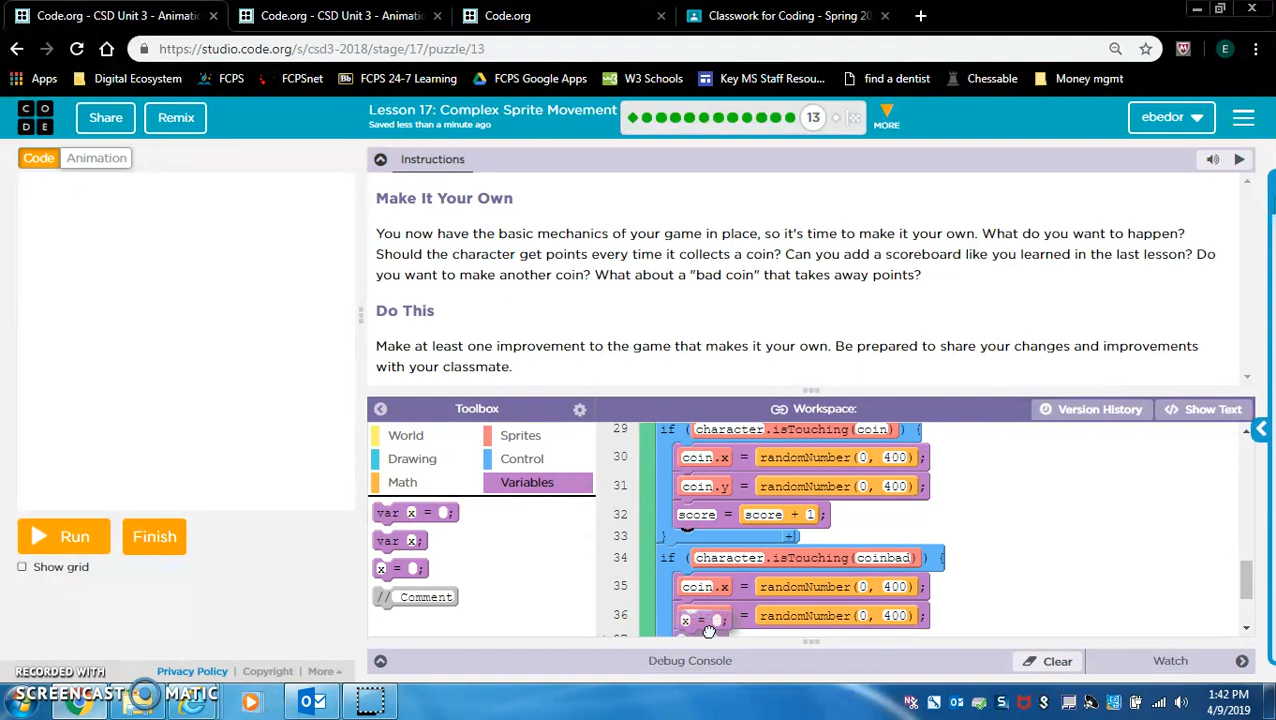 Code.org - CSD Unit 3 - Animatic
Code.org - CSD Unit 3 - Animatic
Code.org
Classwork for Coding - Spring 20
https://studio.code.org/s/csd3-2018/stage/17/puzzle/13
E
Apps
Digital Ecosystem
FCPS
FCPSnet
Bb FCPS 24-7 Learning
FCPS Google Apps
W3 Schools
Key MS Staff Resou...
find a dentist
Chessable
Money mgmt
C O
D E
Share
Remix
Lesson 17: Complex Sprite Movement
Saved less than a minute ago
13
MORE
ebedor
Code
Animation
Instructions
Make It Your Own
You now have the basic mechanics of your game in place, so it's time to make it your own. What do you want to happen?
Should the character get points every time it collects a coin? Can you add a scoreboard like you learned in the last lesson? Do
you want to make another coin? What about a "bad coin" that takes away points?
Do This
Make at least one improvement to the game that makes it your own. Be prepared to share your changes and improvements
with your classmate.
Toolbox
Workspace:
Version History
</> Show Text
World
Sprites
Drawing
Control
Math
Variables
var x = ;
var x;
x = ;
// Comment
29 if (character.isTouching(coin)) {
30 coin.x = randomNumber(0, 400);
31 coin.y = randomNumber(0, 400);
32 score = score + 1;
33 } +
34 if (character.isTouching(coinbad)) {
35 coin.x = randomNumber(0, 400);
36 x = ; = randomNumber(0, 400);
Run
Finish
Show grid
Debug Console
Clear
Watch
Privacy Policy
Copyright
More
RECORDED WITH
SCREENCAST MATIC
1:42 PM
4/9/2019